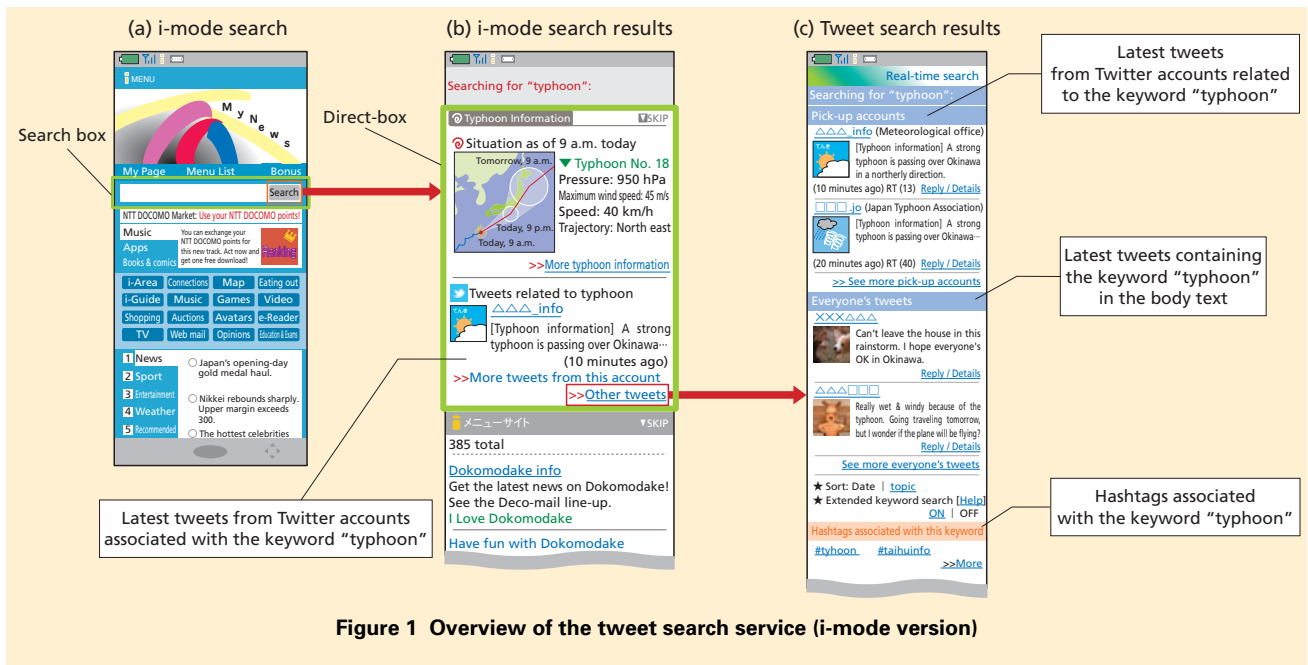 (a) i-mode search
MENU
My News
Search box
My Page Menu List Bonus
Search
NTT DOCOMO Market: Use your NTT DOCOMO points!
Music
Apps
Books & comics
You can exchange your
NTT DOCOMO points for
this new track. Act now and
get one free download!
i-Area Connections Map Eating out
i-Guide Music Games Video
Shopping Auctions Avatars e-Reader
TV Web mail Opinions Education & Exams
1 News
2 Sport
3 Entertainment
4 Weather
5 Recommended
○ Japan's opening-day
gold medal haul.
○ Nikkei rebounds sharply.
Upper margin exceeds
300.
○ The hottest celebrities
Latest tweets from Twitter accounts
associated with the keyword “typhoon”
(b) i-mode search results
Direct-box
Searching for “typhoon”:
Typhoon Information ▼SKIP
Situation as of 9 a.m. today
Tomorrow, 9 a.m.
Today, 9 p.m.
Today, 9 a.m.
▼ Typhoon No. 18
Pressure: 950 hPa
Maximum wind speed: 45 m/s
Speed: 40 km/h
Trajectory: North east
>>More typhoon information
Tweets related to typhoon
てんき
△△△_info
[Typhoon information] A strong
typhoon is passing over Okinawa…
(10 minutes ago)
>>More tweets from this account
>>Other tweets
メニューサイト ▼SKIP
385 total
Dokomodake info
Get the latest news on Dokomodake!
See the Deco-mail line-up.
I Love Dokomodake
Have fun with Dokomodake
(c) Tweet search results
Real-time search
Searching for “typhoon”:
Pick-up accounts
△△△_info (Meteorological office)
てんき
[Typhoon information] A strong
typhoon is passing over Okinawa
in a northerly direction.
(10 minutes ago) RT (13) Reply / Details
□□□.jo (Japan Typhoon Association)
[Typhoon information] A strong
typhoon is passing over Okinawa…
(20 minutes ago) RT (40) Reply / Details
>> See more pick-up accounts
Everyone's tweets
×××△△△
Can't leave the house in this
rainstorm. I hope everyone's
OK in Okinawa.
Reply / Details
△△△□□□
Really wet & windy because of the
typhoon. Going traveling tomorrow,
but I wonder if the plane will be flying?
Reply / Details
See more everyone's tweets
★ Sort: Date | topic
★ Extended keyword search [Help]
ON | OFF
Hashtags associated with this keyword
#tyhoon #taihuinfo
>>More
Latest tweets
from Twitter accounts related
to the keyword “typhoon”
Latest tweets containing
the keyword “typhoon”
in the body text
Hashtags associated
with the keyword “typhoon”
Figure 1 Overview of the tweet search service (i-mode version)